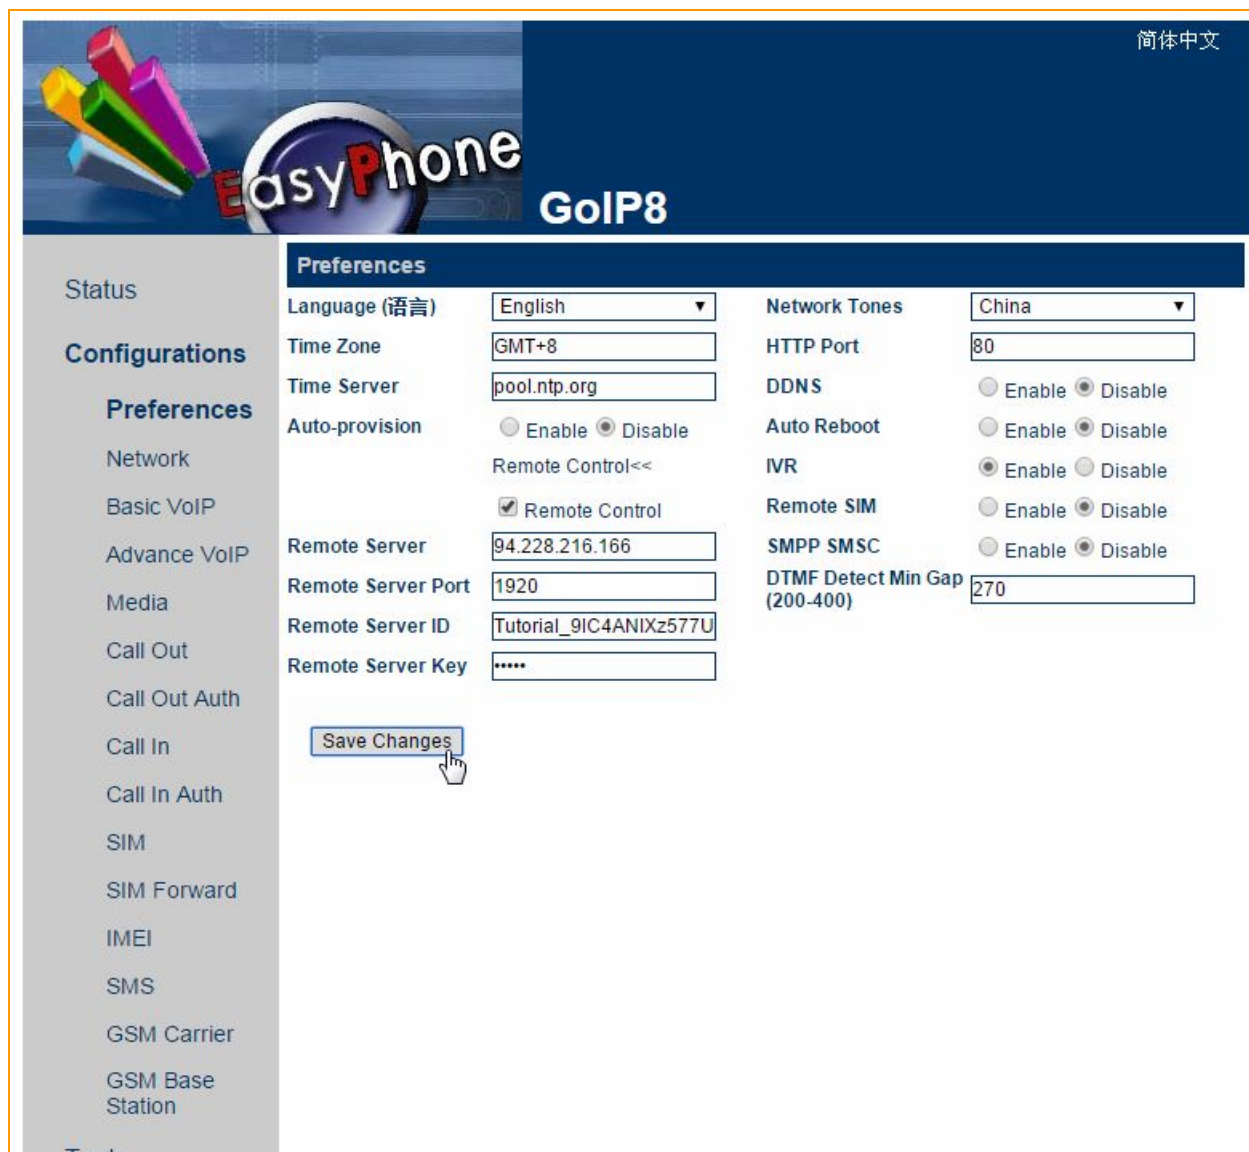 简体中文
EasyPhone
GoIP8
Status
Configurations
Preferences
Network
Basic VoIP
Advance VoIP
Media
Call Out
Call Out Auth
Call In
Call In Auth
SIM
SIM Forward
IMEI
SMS
GSM Carrier
GSM Base
Station
Preferences
Language (语言) English
Time Zone GMT+8
Time Server pool.ntp.org
Auto-provision Enable Disable
Remote Control<<
Remote Control
Remote Server 94.228.216.166
Remote Server Port 1920
Remote Server ID Tutorial_9IC4ANIXz577U
Remote Server Key •••••
Save Changes
Network Tones China
HTTP Port 80
DDNS Enable Disable
Auto Reboot Enable Disable
IVR Enable Disable
Remote SIM Enable Disable
SMPP SMSC Enable Disable
DTMF Detect Min Gap
(200-400) 270